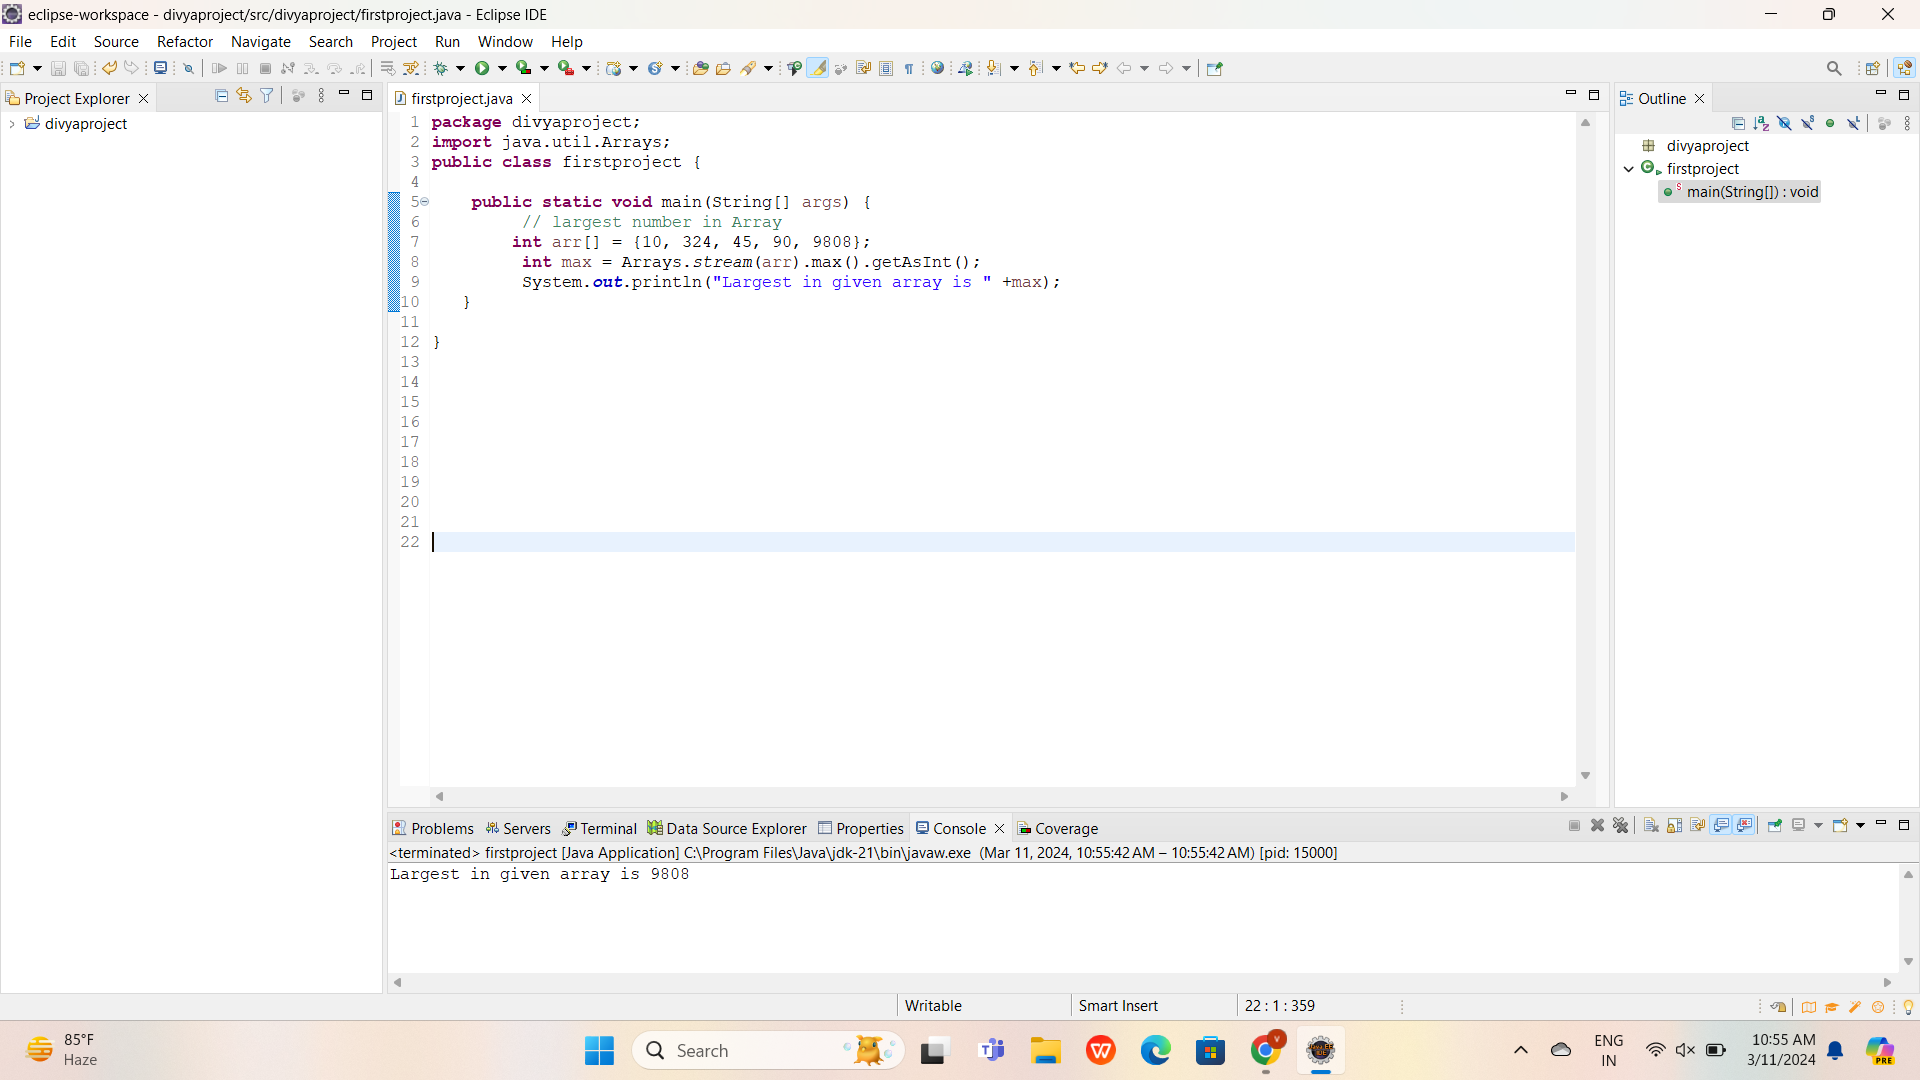 eclipse-workspace - divyaproject/src/divyaproject/firstproject.java - Eclipse IDE
File Edit Source Refactor Navigate Search Project Run Window Help
Project Explorer
divyaproject
firstproject.java
1 package divyaproject;
2 import java.util.Arrays;
3 public class firstproject {
4
5 public static void main(String[] args) {
6 // largest number in Array
7 int arr[] = {10, 324, 45, 90, 9808};
8 int max = Arrays.stream(arr).max().getAsInt();
9 System.out.println("Largest in given array is " +max);
10 }
11
12 }
13
14
15
16
17
18
19
20
21
22
Outline
divyaproject
firstproject
main(String[]) : void
Problems Servers Terminal Data Source Explorer Properties Console Coverage
<terminated> firstproject [Java Application] C:\Program Files\Java\jdk-21\bin\javaw.exe (Mar 11, 2024, 10:55:42 AM – 10:55:42 AM) [pid: 15000]
Largest in given array is 9808
Writable Smart Insert 22 : 1 : 359
85°F
Haze
Search
ENG
IN
10:55 AM
3/11/2024
PRE